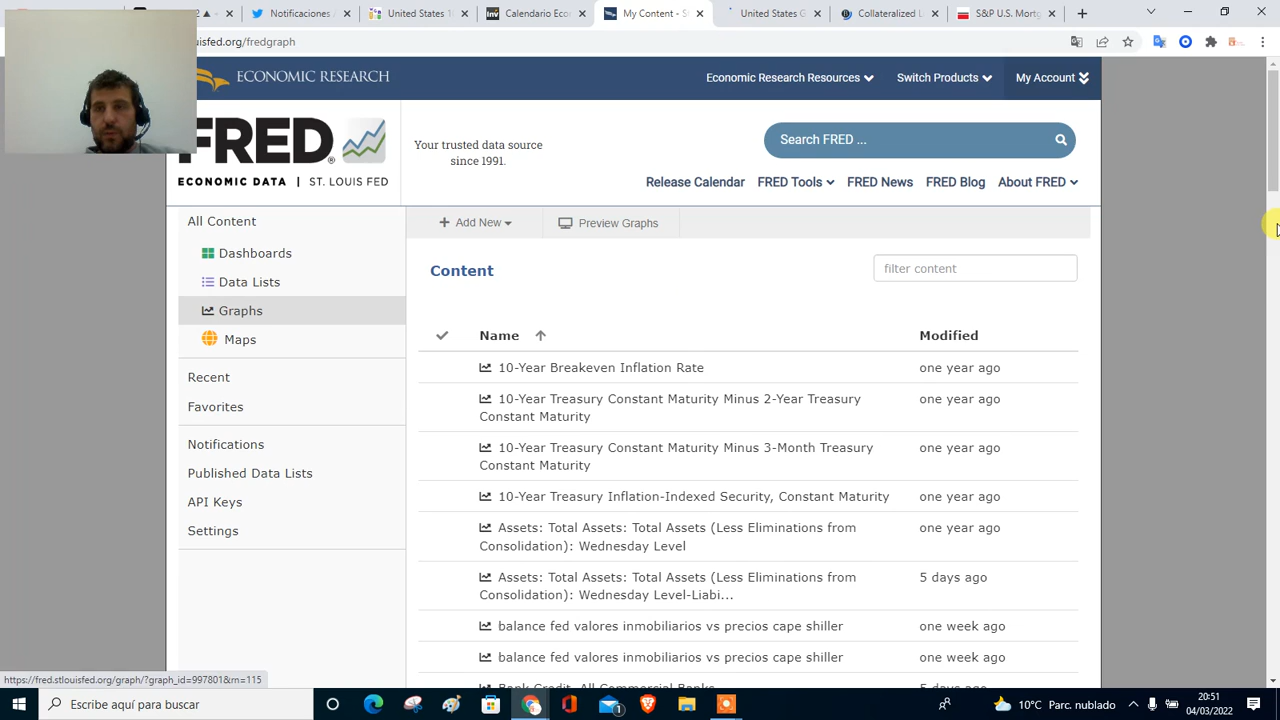 Notificaciones /
United States 1
Calendario Eco
My Content - S
United States G
Collateralized L
S&P U.S. Mortg
ouisfed.org/fredgraph
ECONOMIC RESEARCH
Economic Research Resources
Switch Products
My Account
FRED
ECONOMIC DATA | ST. LOUIS FED
Your trusted data source
since 1991.
Search FRED ...
Release Calendar
FRED Tools
FRED News
FRED Blog
About FRED
All Content
Dashboards
Data Lists
Graphs
Maps
Recent
Favorites
Notifications
Published Data Lists
API Keys
Settings
Add New
Preview Graphs
Content
filter content
Name
Modified
10-Year Breakeven Inflation Rate
one year ago
10-Year Treasury Constant Maturity Minus 2-Year Treasury
Constant Maturity
one year ago
10-Year Treasury Constant Maturity Minus 3-Month Treasury
Constant Maturity
one year ago
10-Year Treasury Inflation-Indexed Security, Constant Maturity
one year ago
Assets: Total Assets: Total Assets (Less Eliminations from
Consolidation): Wednesday Level
one year ago
Assets: Total Assets: Total Assets (Less Eliminations from
Consolidation): Wednesday Level-Liabi...
5 days ago
balance fed valores inmobiliarios vs precios cape shiller
one week ago
balance fed valores inmobiliarios vs precios cape shiller
one week ago
Bank Credit, All Commercial Banks
5 days ago
https://fred.stlouisfed.org/graph/?graph_id=997801&rn=115
Escribe aquí para buscar
10°C Parc. nublado
20:51
04/03/2022